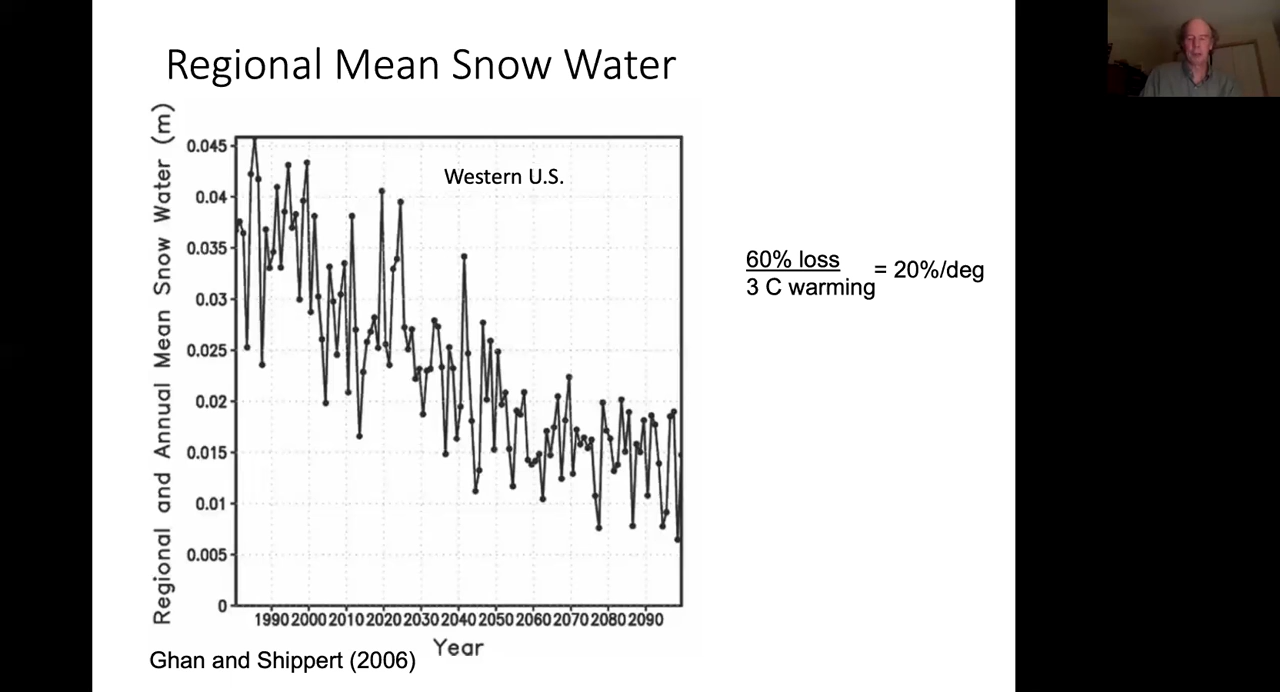 Regional Mean Snow Water
Regional and Annual Mean Snow Water (m)
0.045
0.04
0.035
0.03
0.025
0.02
0.015
0.01
0.005
0
Western U.S.
1990 2000 2010 2020 2030 2040 2050 2060 2070 2080 2090
Year
Ghan and Shippert (2006)
60% loss
3 C warming
= 20%/deg